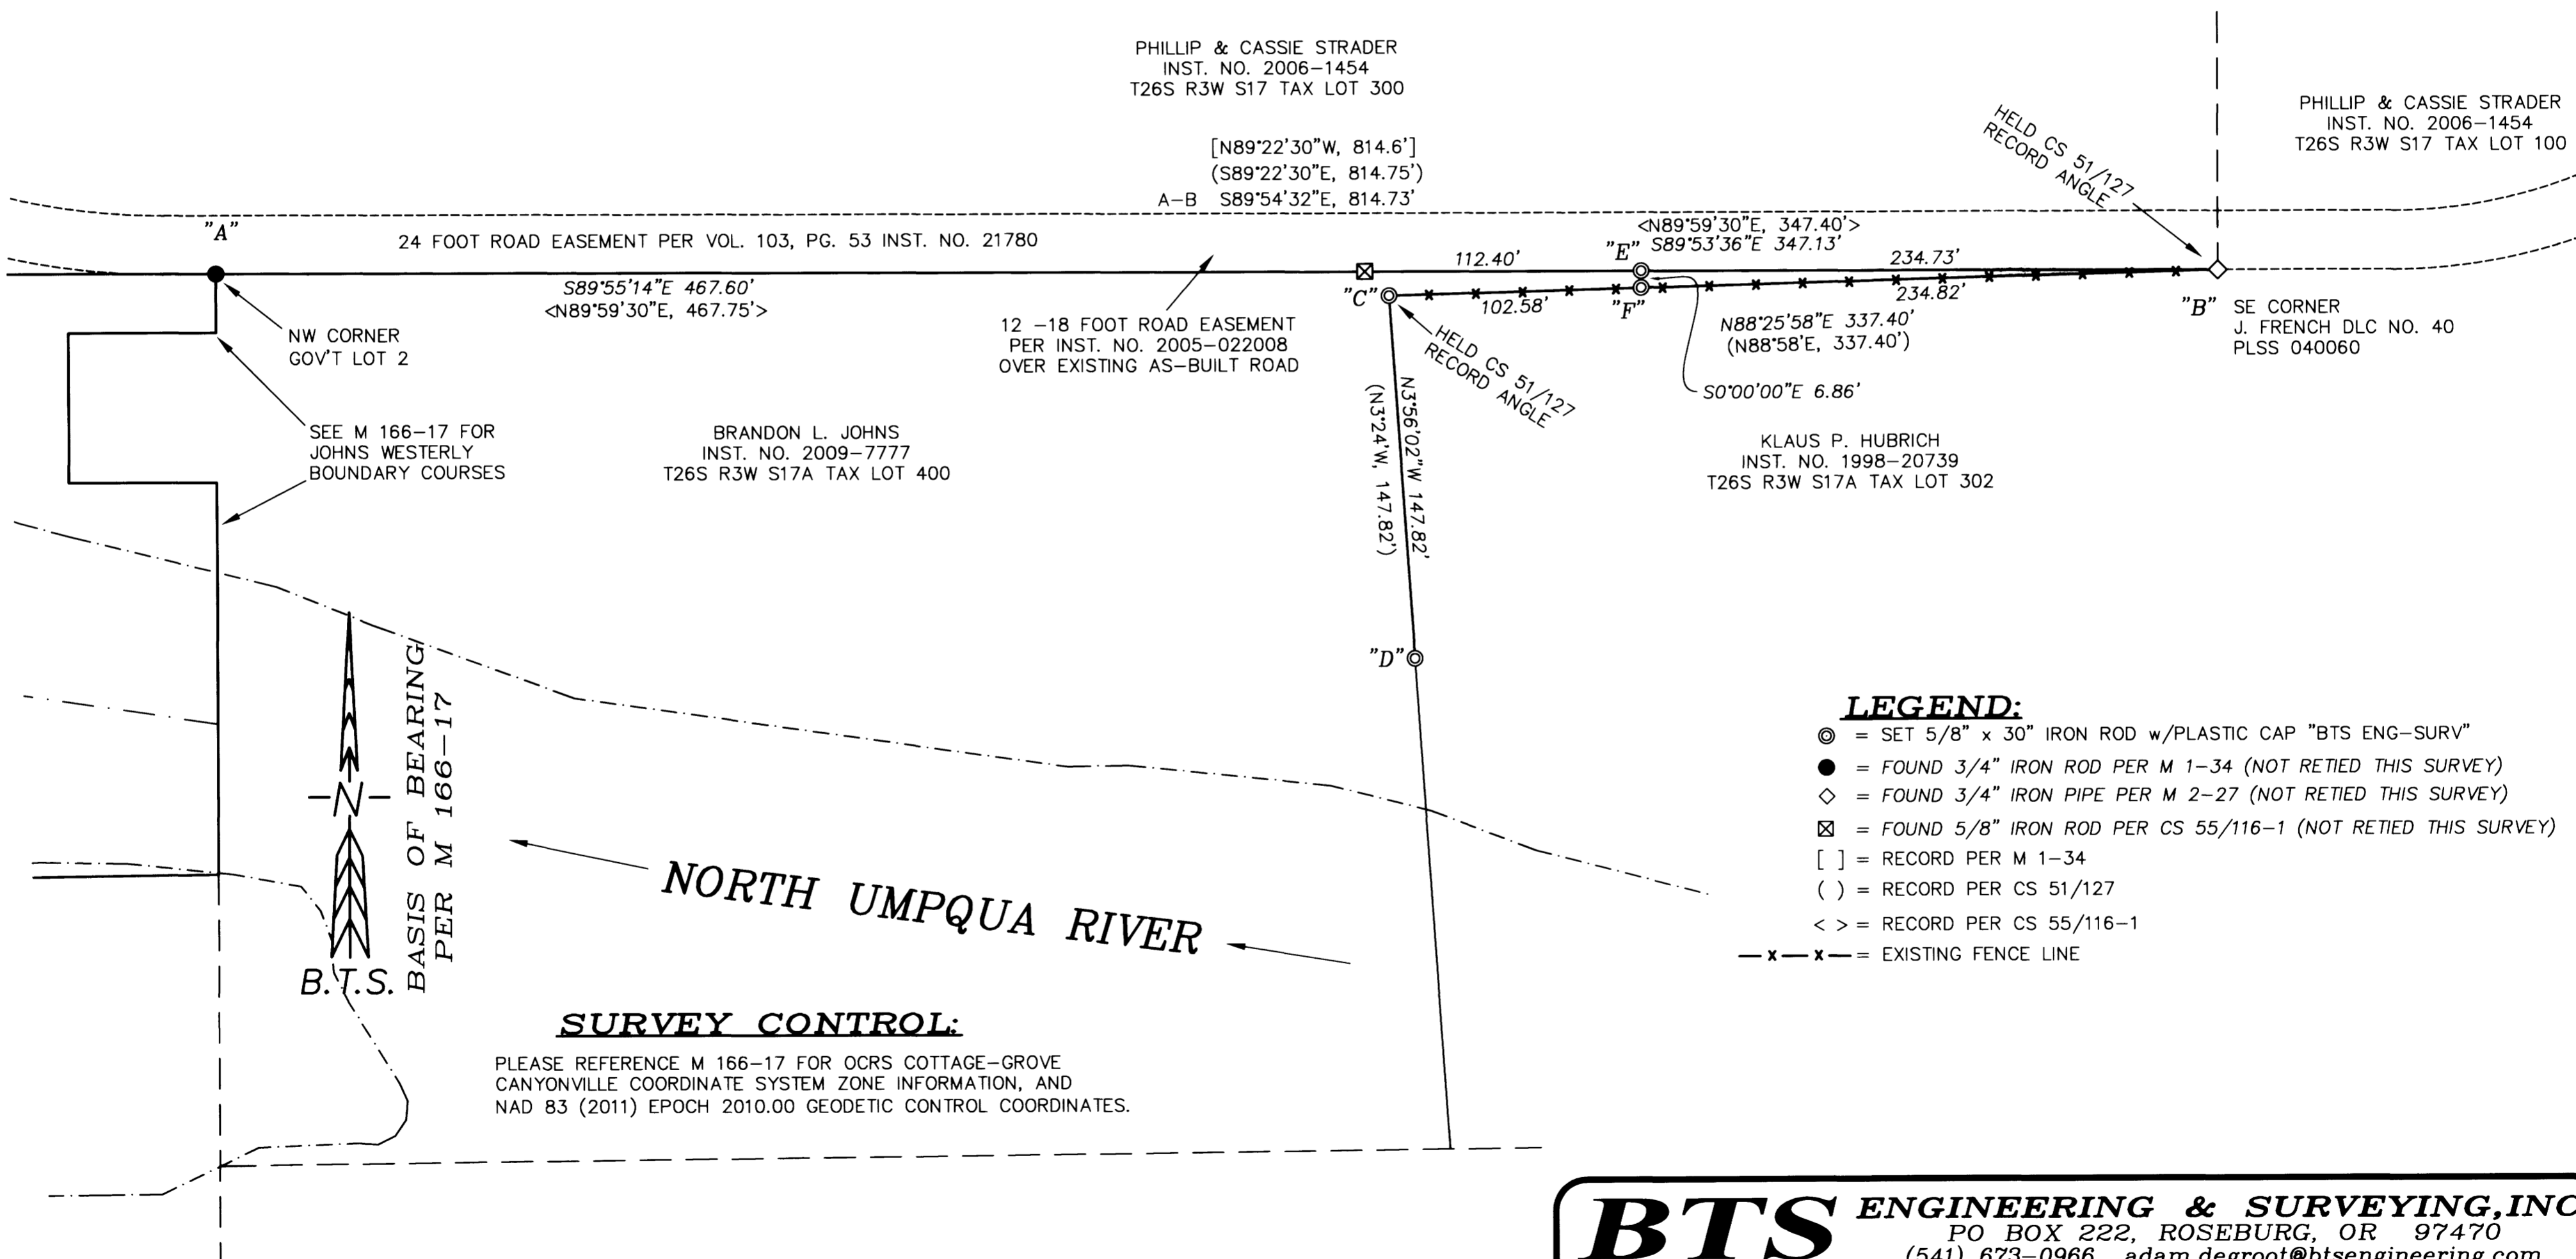 PHILLIP & CASSIE STRADER
INST. NO. 2006-1454
T26S R3W S17 TAX LOT 300
PHILLIP & CASSIE STRADER
INST. NO. 2006-1454
T26S R3W S17 TAX LOT 100
HELD CS 51/127
RECORD ANGLE
[N89°22'30"W, 814.6']
(S89°22'30"E, 814.75')
A-B S89°54'32"E, 814.73'
"A"
24 FOOT ROAD EASEMENT PER VOL. 103, PG. 53 INST. NO. 21780
<N89°59'30"E, 347.40'>
"E" S89°53'36"E 347.13'
112.40'
234.73'
S89°55'14"E 467.60'
<N89°59'30"E, 467.75'>
"C"
102.58'
"F"
234.82'
"B"
SE CORNER
J. FRENCH DLC NO. 40
PLSS 040060
NW CORNER
GOV'T LOT 2
12 -18 FOOT ROAD EASEMENT
PER INST. NO. 2005-022008
OVER EXISTING AS-BUILT ROAD
HELD CS 51/127
RECORD ANGLE
N88°25'58"E 337.40'
(N88°58'E, 337.40')
S0°00'00"E 6.86'
N3°56'02"W 147.82'
(N3°24'W, 147.82')
SEE M 166-17 FOR
JOHNS WESTERLY
BOUNDARY COURSES
BRANDON L. JOHNS
INST. NO. 2009-7777
T26S R3W S17A TAX LOT 400
KLAUS P. HUBRICH
INST. NO. 1998-20739
T26S R3W S17A TAX LOT 302
"D"
N
B.T.S.
BASIS OF BEARING
PER M 166-17
NORTH UMPQUA RIVER
LEGEND:
= SET 5/8" x 30" IRON ROD w/PLASTIC CAP "BTS ENG-SURV"
= FOUND 3/4" IRON ROD PER M 1-34 (NOT RETIED THIS SURVEY)
= FOUND 3/4" IRON PIPE PER M 2-27 (NOT RETIED THIS SURVEY)
= FOUND 5/8" IRON ROD PER CS 55/116-1 (NOT RETIED THIS SURVEY)
[ ] = RECORD PER M 1-34
( ) = RECORD PER CS 51/127
< > = RECORD PER CS 55/116-1
—x—x— = EXISTING FENCE LINE
SURVEY CONTROL:
PLEASE REFERENCE M 166-17 FOR OCRS COTTAGE-GROVE
CANYONVILLE COORDINATE SYSTEM ZONE INFORMATION, AND
NAD 83 (2011) EPOCH 2010.00 GEODETIC CONTROL COORDINATES.
BTS ENGINEERING & SURVEYING,INC
PO BOX 222, ROSEBURG, OR 97470
(541) 673-0966 adam.degroot@btsengineering.com